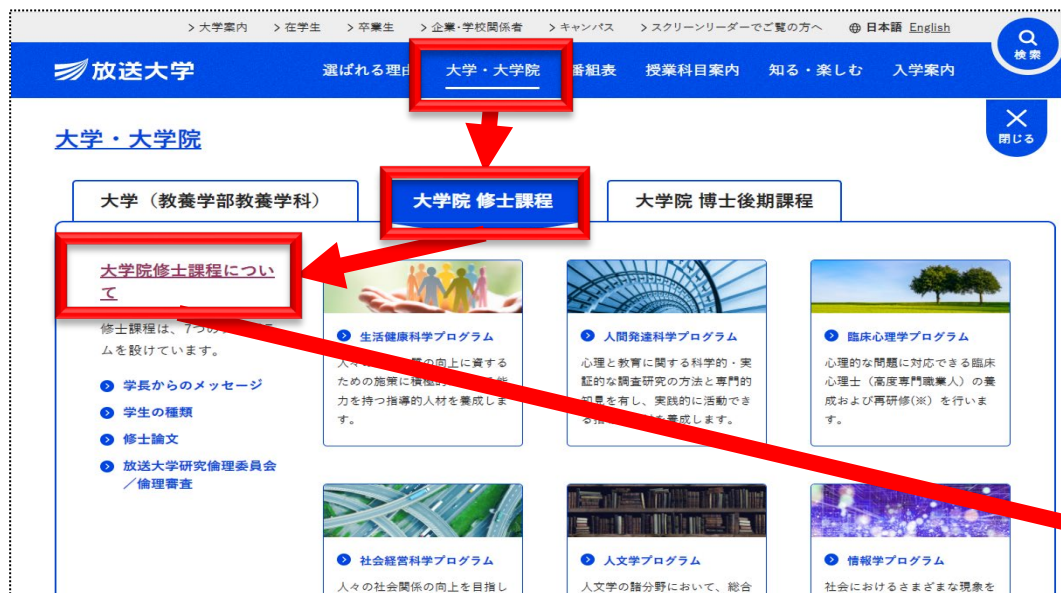 > 大学案内 > 在学生 > 卒業生 > 企業・学校関係者 > キャンパス > スクリーンリーダーでご覧の方へ 日本語 English
検索
放送大学 選ばれる理由 大学・大学院 番組表 授業科目案内 知る・楽しむ 入学案内
閉じる
大学・大学院
大学（教養学部教養学科） 大学院 修士課程 大学院 博士後期課程
大学院修士課程につい
て
修士課程は、7つの
ムを設けています。
学長からのメッセージ
学生の種類
修士論文
放送大学研究倫理委員会
／倫理審査
生活健康科学プログラム
人々の 質の向上に資する
ための施策に積極的 能
力を持つ指導的人材を養成しま
す。
人間発達科学プログラム
心理と教育に関する科学的・実
証的な調査研究の方法と専門的
知見を有し、実践的に活動でき
る を養成します。
臨床心理学プログラム
心理的な問題に対応できる臨床
心理士（高度専門職業人）の養
成および再研修(※) を行いま
す。
社会経営科学プログラム
人々の社会関係の向上を目指し
人文学プログラム
人文学の諸分野において、総合
情報学プログラム
社会におけるさまざまな現象を